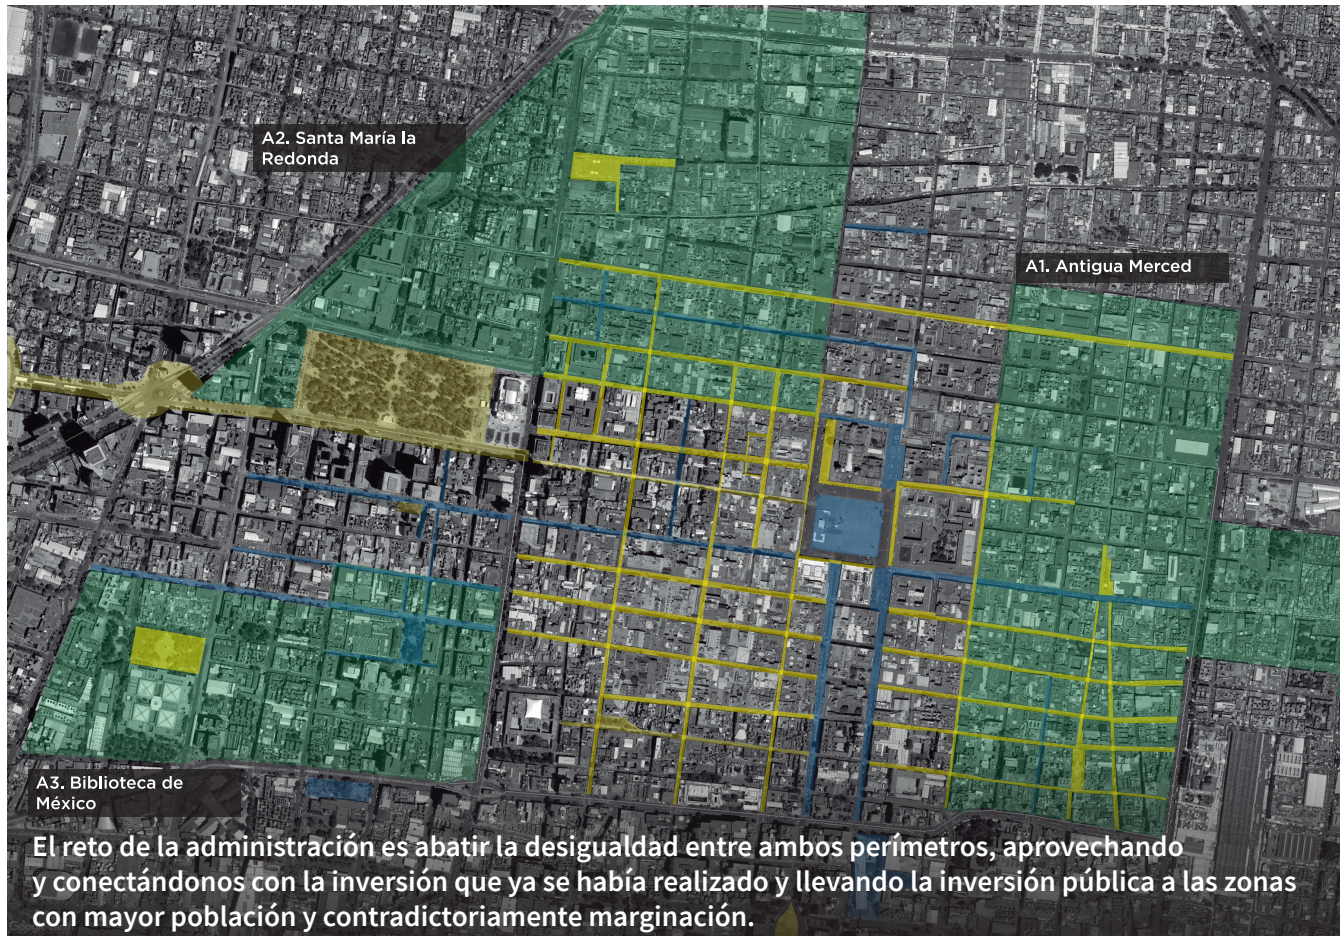 A2. Santa María la
Redonda
A1. Antigua Merced
A3. Biblioteca de
México
El reto de la administración es abatir la desigualdad entre ambos perímetros, aprovechando
y conectándonos con la inversión que ya se había realizado y llevando la inversión pública a las zonas
con mayor población y contradictoriamente marginación.